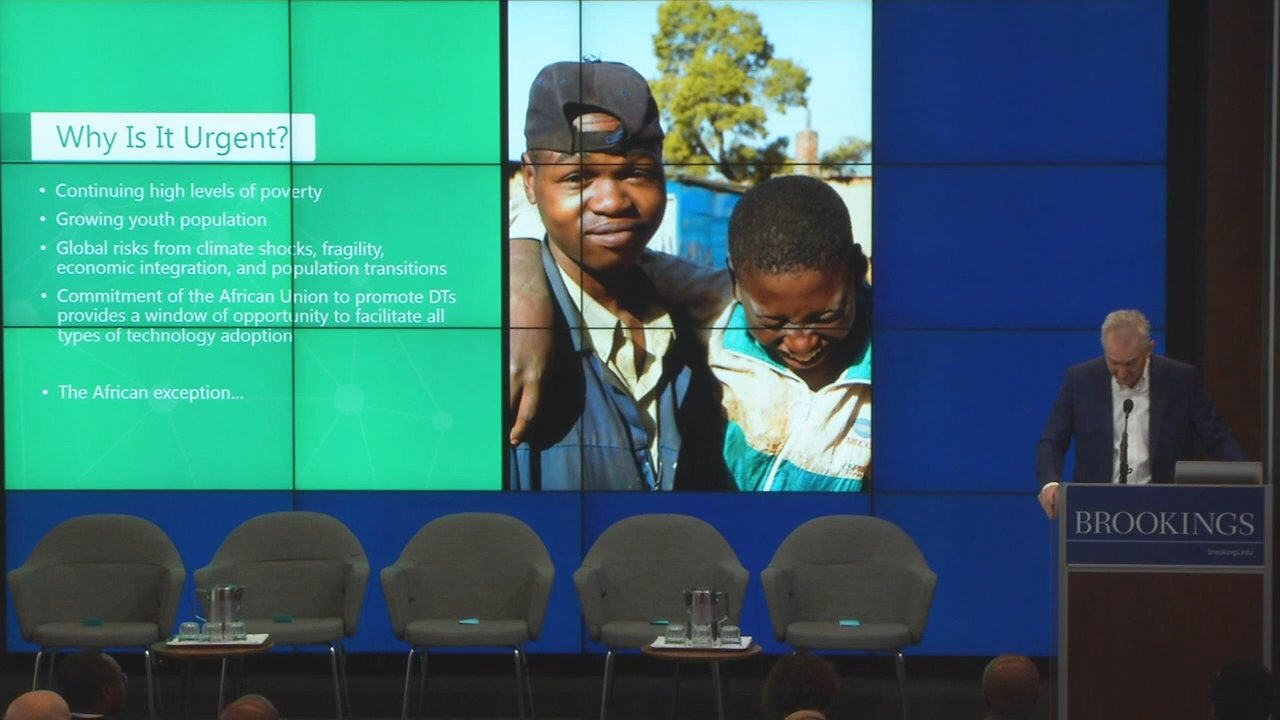 Why Is It Urgent?
• Continuing high levels of poverty
• Growing youth population
• Global risks from climate shocks, fragility,
economic integration, and population transitions
• Commitment of the African Union to promote DTs
provides a window of opportunity to facilitate all
types of technology adoption
• The African exception...
BROOKINGS
brookings.edu